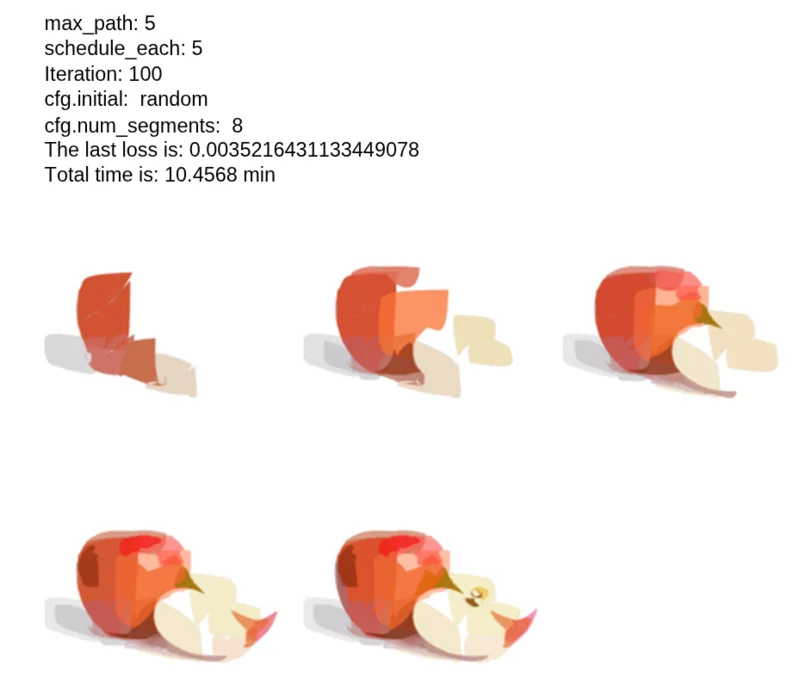 max_path: 5
schedule_each: 5
Iteration: 100
cfg.initial:  random
cfg.num_segments:  8
The last loss is: 0.0035216431133449078
Total time is: 10.4568 min